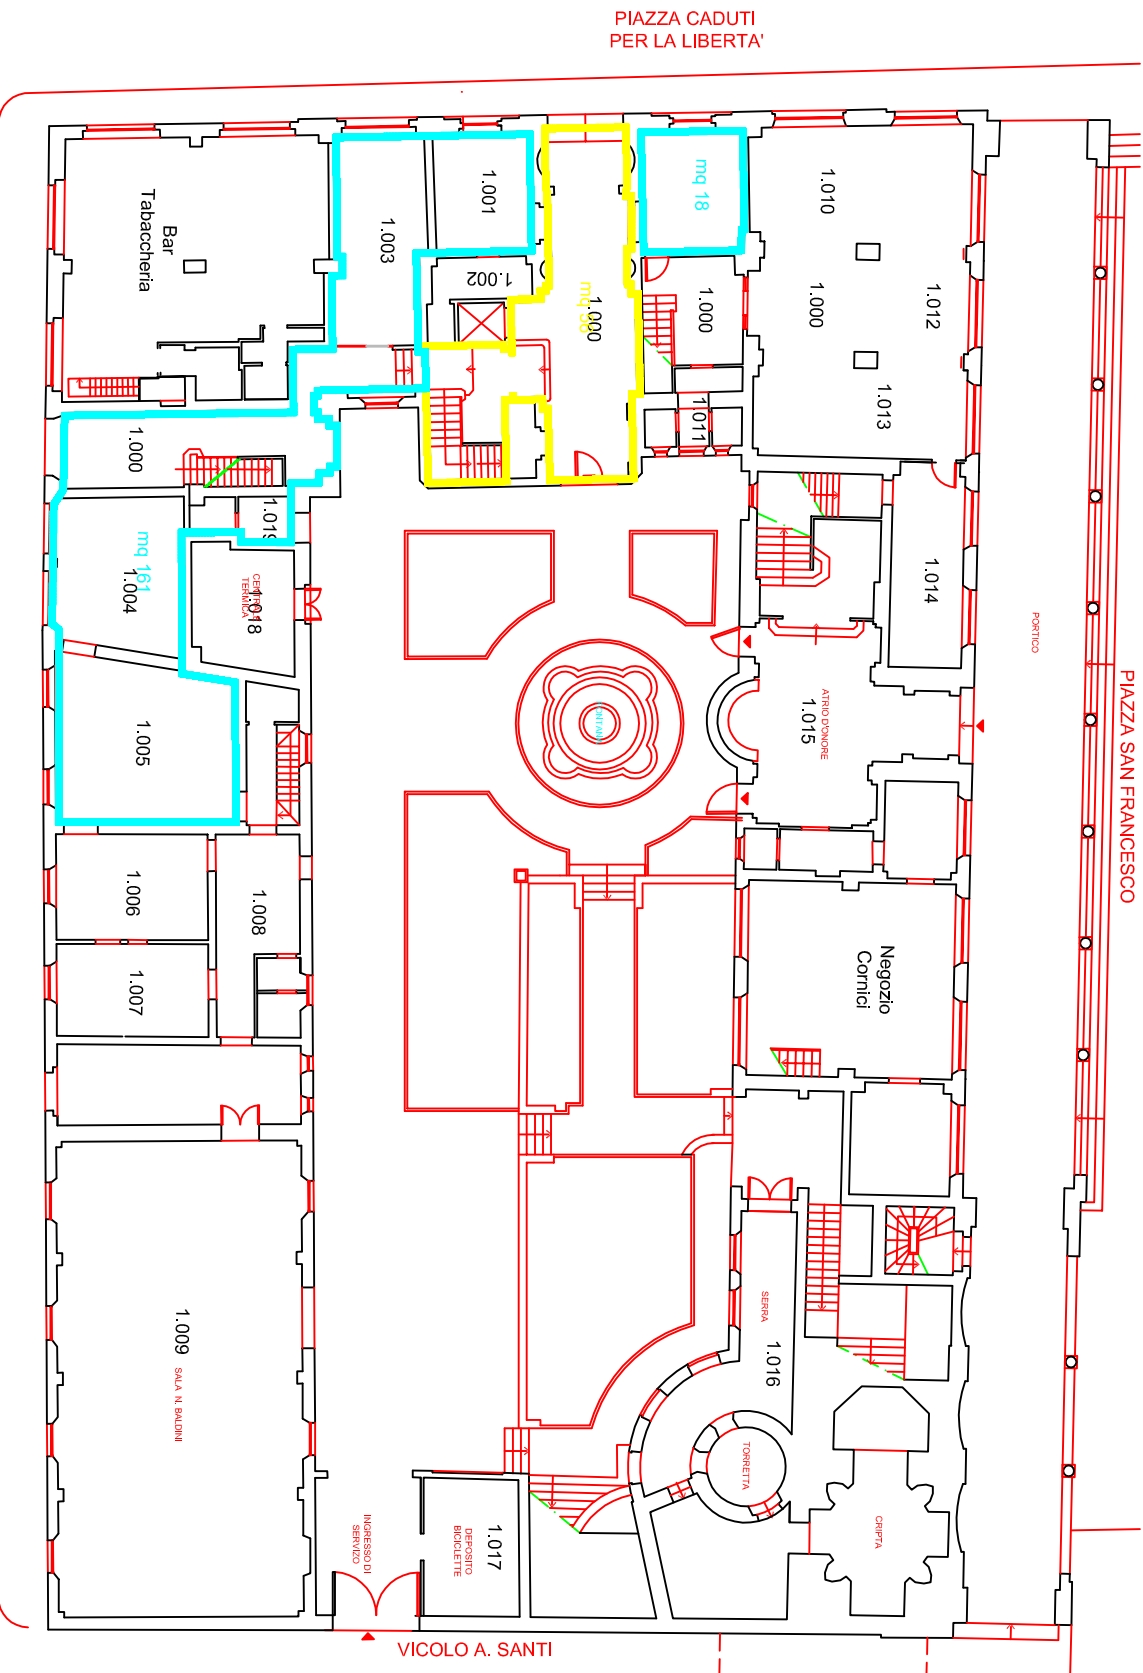 PIAZZA CADUTI
PER LA LIBERTA'
Bar
Tabaccheria
1.003
1.001
1.002
1.000
mq 18
1.000
1.010
1.000
1.012
1.013
1.011
1.000
1.019
mq 161
1.004
CENTRALE
TERMICA
1.018
1.005
FONTANA
ATRIO D'ONORE
1.015
1.014
PORTICO
PIAZZA SAN FRANCESCO
1.006
1.008
1.007
Negozio
Cornici
1.009
SALA N. BALDINI
SERRA
1.016
TORRETTA
CRIPTA
INGRESSO DI
SERVIZO
DEPOSITO
BICICLETTE
1.017
VICOLO A. SANTI